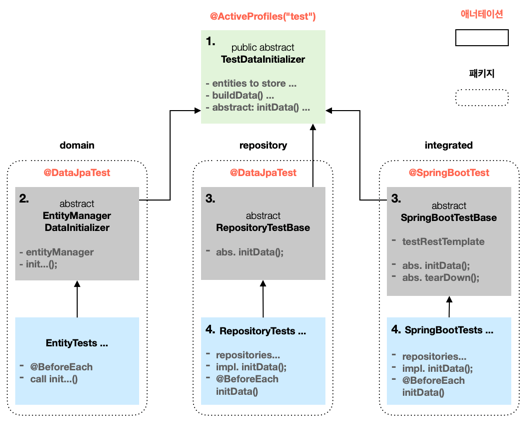 @ActiveProfiles("test")
애너테이션
1.
public abstract
TestDataInitializer
- entities to store ...
- buildData() ...
- abstract: initData() ...
패키지
domain
repository
integrated
@DataJpaTest
@DataJpaTest
@SpringBootTest
2.
abstract
EntityManager
DataInitializer
- entityManager
- init...();
3.
abstract
RepositoryTestBase
- abs. initData();
3.
abstract
SpringBootTestBase
- testRestTemplate
- abs. initData();
- abs. tearDown();
EntityTests ...
- @BeforeEach
- call init...()
4. RepositoryTests ...
- repositories...
- impl. initData();
- @BeforeEach
initData()
4. SpringBootTests ...
- repositories...
- impl. initData();
- @BeforeEach
initData()